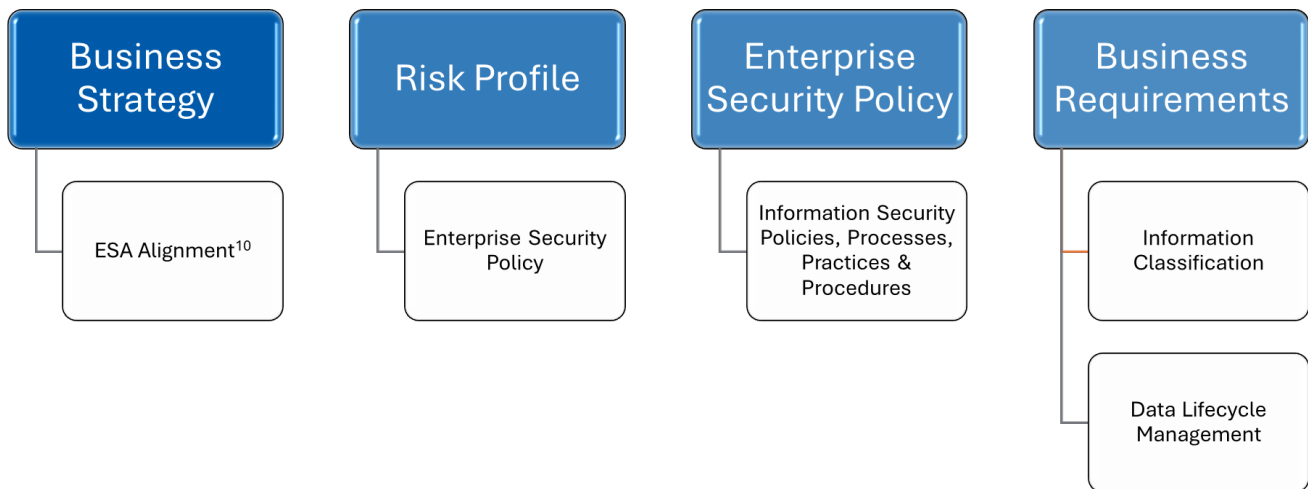 Business
Strategy
ESA Alignment¹⁰
Risk Profile
Enterprise Security
Policy
Enterprise
Security Policy
Information Security
Policies, Processes,
Practices &
Procedures
Business
Requirements
Information
Classification
Data Lifecycle
Management